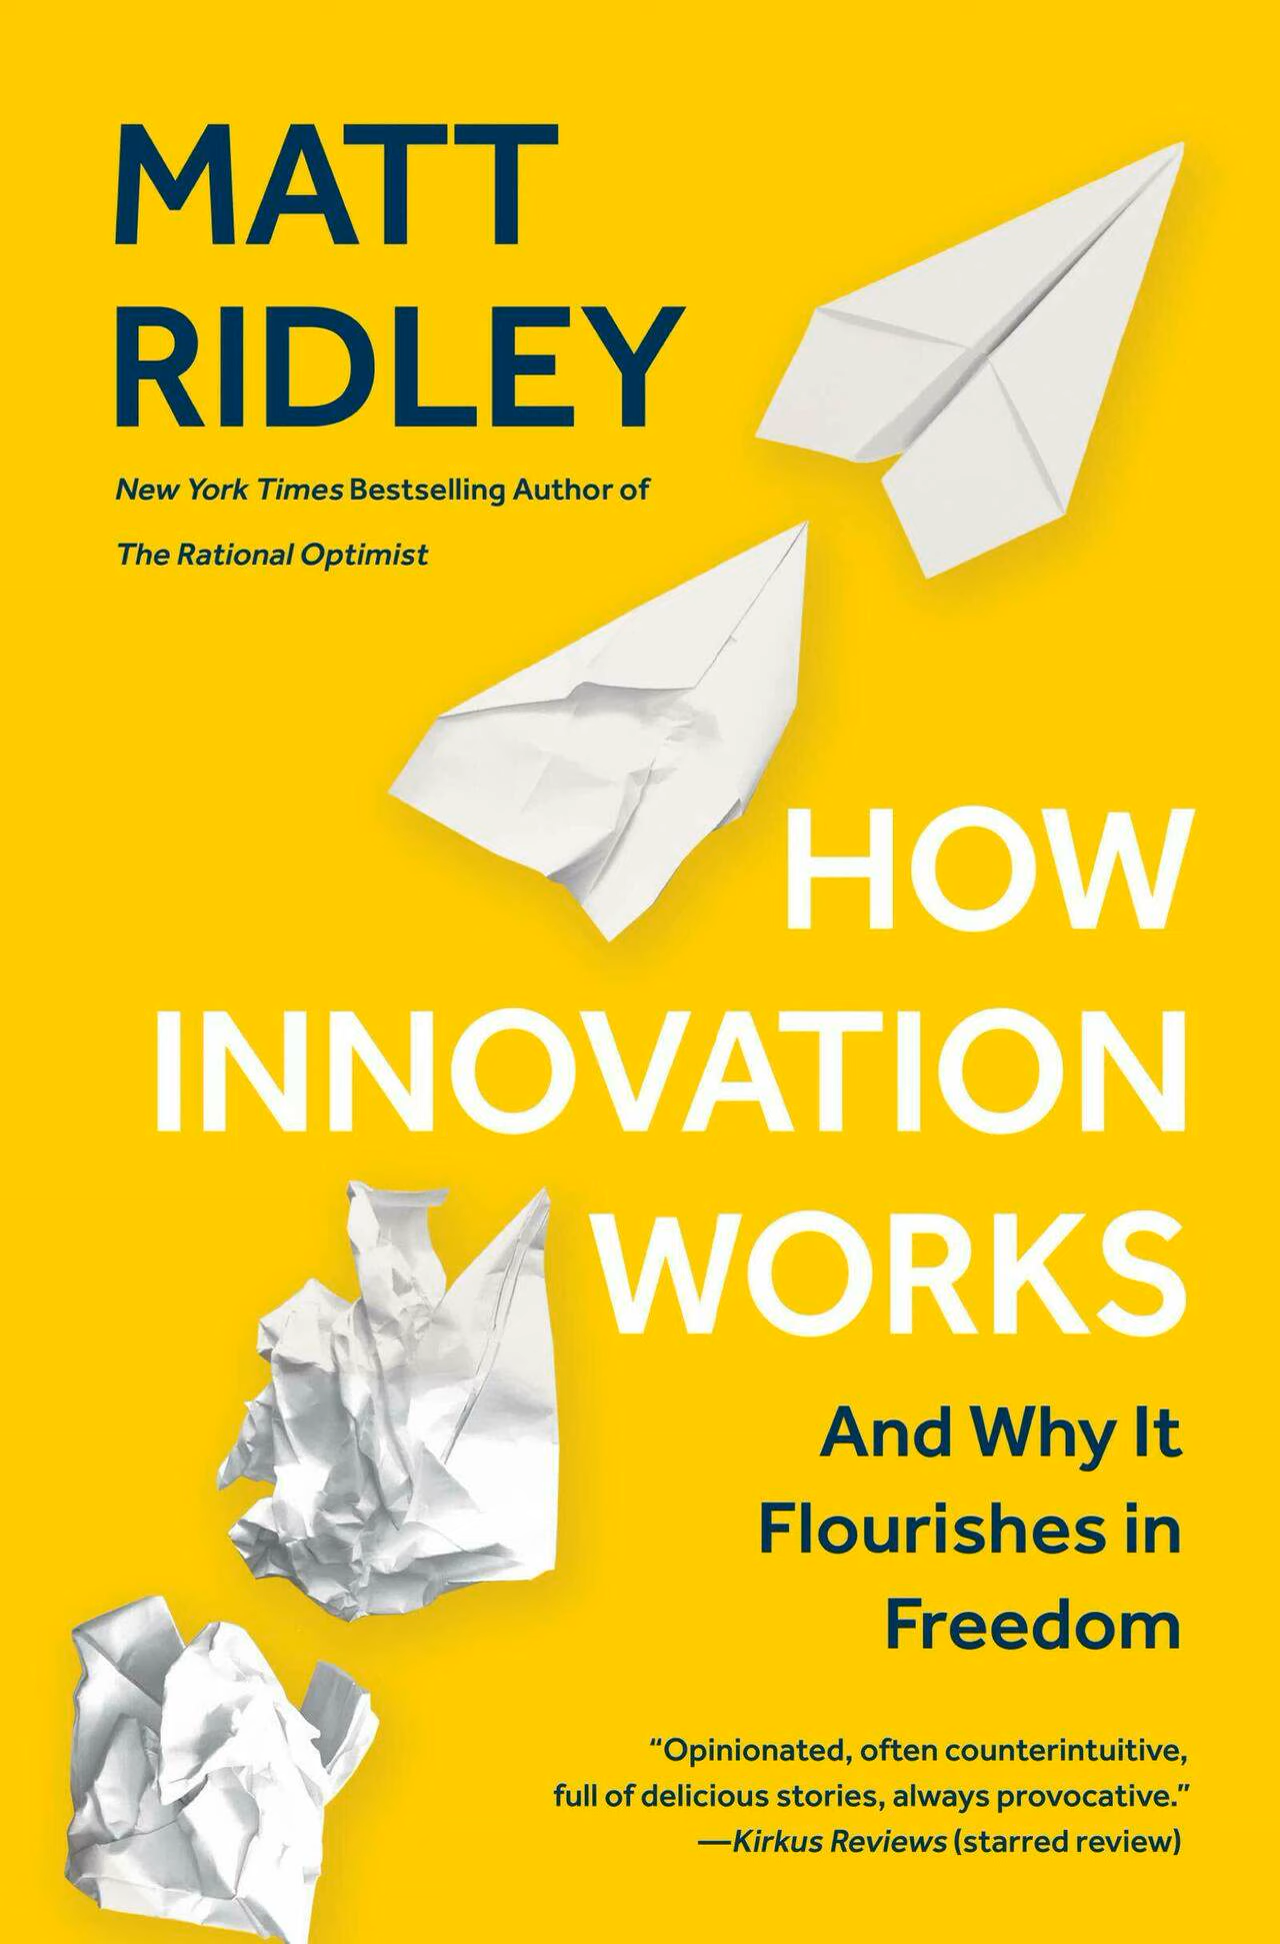 MATT
RIDLEY
New York Times Bestselling Author of
The Rational Optimist
HOW
INNOVATION
WORKS
And Why It
Flourishes in
Freedom
“Opinionated, often counterintuitive,
full of delicious stories, always provocative.”
—Kirkus Reviews (starred review)